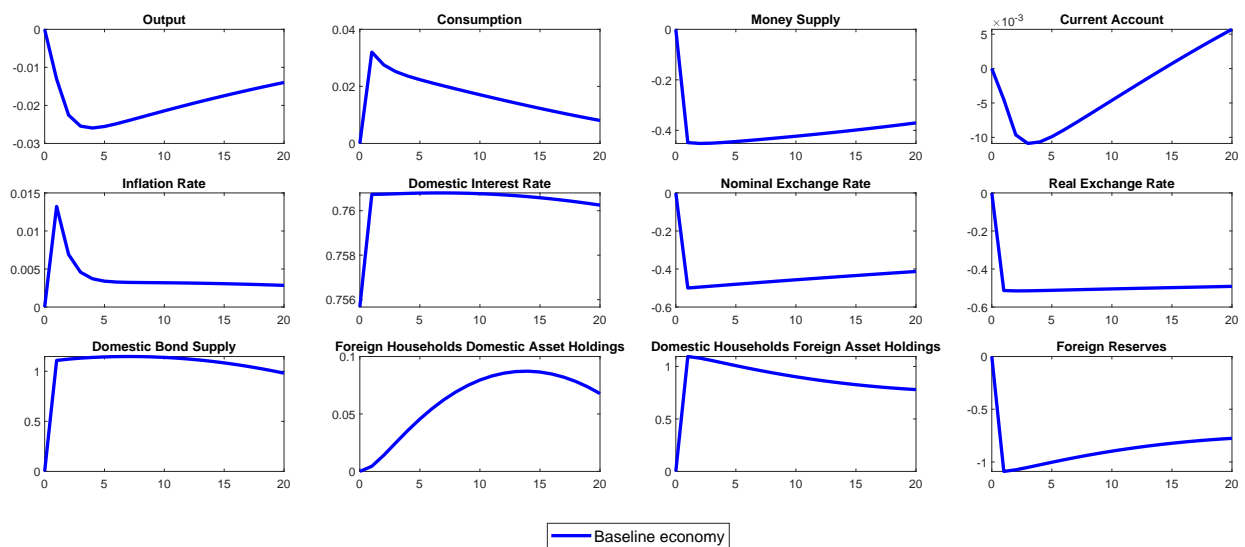 Output
0
-0.01
-0.02
-0.03
0 5 10 15 20
Consumption
0.04
0.02
0
0 5 10 15 20
Money Supply
0
-0.2
-0.4
0 5 10 15 20
Current Account
×10⁻³
5
0
-5
-10
0 5 10 15 20
Inflation Rate
0.015
0.01
0.005
0
0 5 10 15 20
Domestic Interest Rate
0.76
0.758
0.756
0 5 10 15 20
Nominal Exchange Rate
0
-0.2
-0.4
-0.6
0 5 10 15 20
Real Exchange Rate
0
-0.2
-0.4
-0.6
0 5 10 15 20
Domestic Bond Supply
1
0.5
0
0 5 10 15 20
Foreign Households Domestic Asset Holdings
0.1
0.05
0
0 5 10 15 20
Domestic Households Foreign Asset Holdings
1
0.5
0
0 5 10 15 20
Foreign Reserves
0
-0.5
-1
0 5 10 15 20
Baseline economy